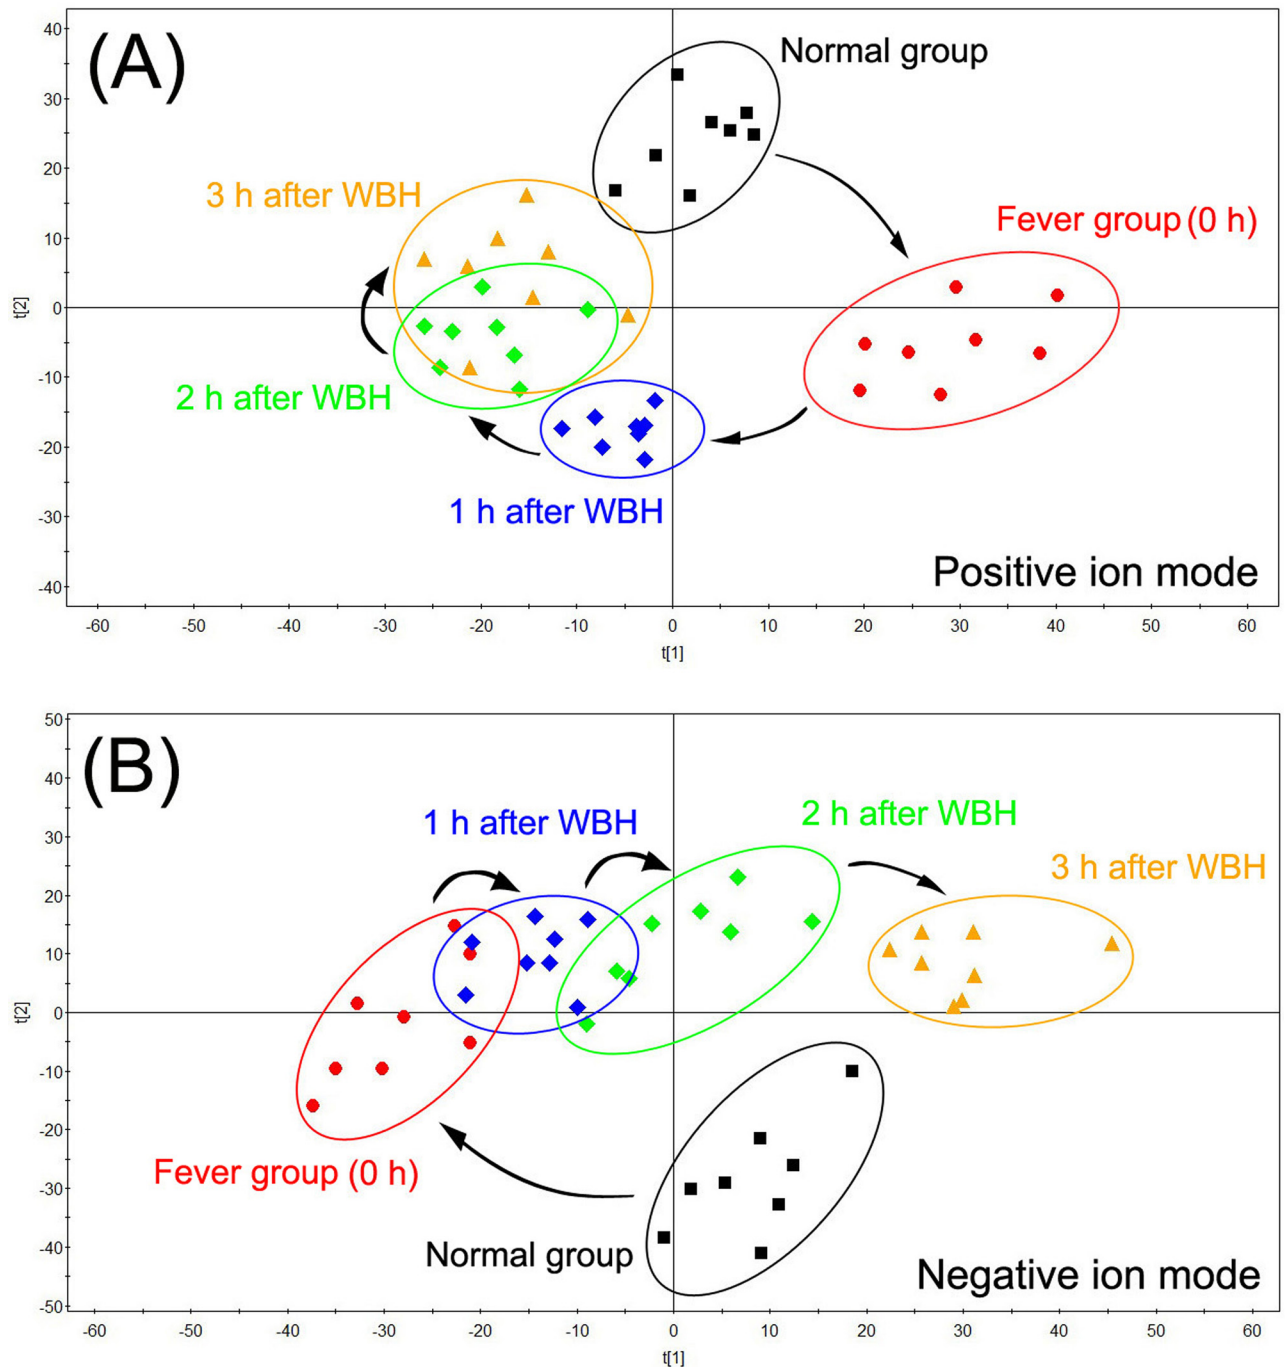 (A)
Normal group
3 h after WBH
Fever group (0 h)
2 h after WBH
1 h after WBH
Positive ion mode
40
30
20
10
0
-10
-20
-30
-40
t[2]
-60 -50 -40 -30 -20 -10 0 10 20 30 40 50 60
t[1]
(B)
1 h after WBH
2 h after WBH
3 h after WBH
Fever group (0 h)
Normal group
Negative ion mode
50
40
30
20
10
0
-10
-20
-30
-40
-50
t[2]
-60 -50 -40 -30 -20 -10 0 10 20 30 40 50 60
t[1]